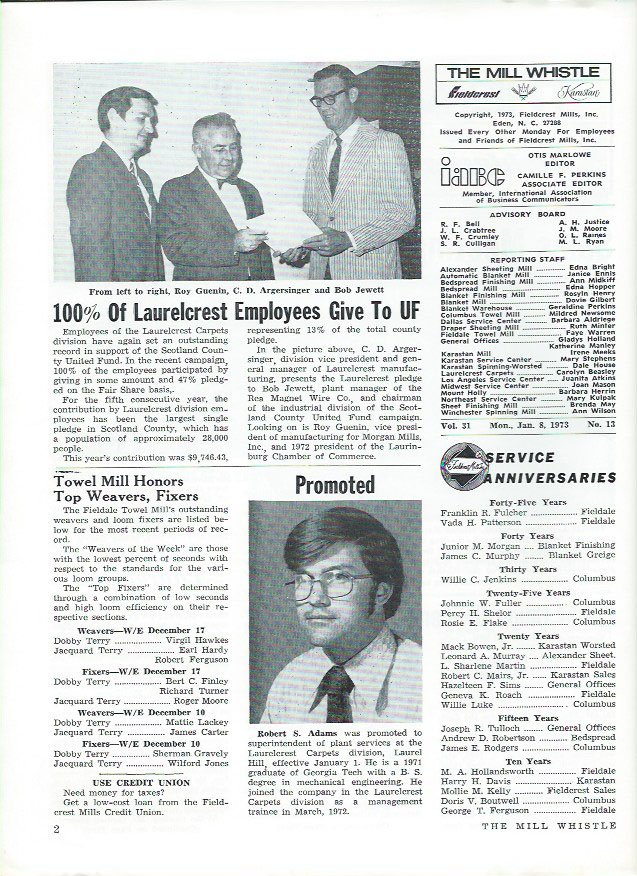 From left to right, Roy Guenin, C. D. Argersinger and Bob Jewett
100% Of Laurelcrest Employees Give To UF
Employees of the Laurelcrest Carpets
division have again set an outstanding
record in support of the Scotland Coun-
ty United Fund. In the recent campaign,
100% of the employees participated by
giving in some amount and 47% pledg-
ed on the Fair Share basis,.
For the fifth consecutive year, the
contribution by Laurelcrest division em-
ployees has been the largest single
pledge in Scotland County, which has
a population of approximately 28,000
people.
This year's contribution was $9,746.43,
representing 13% of the total county
pledge.
In the picture above, C. D. Arger-
singer, division vice president and gen-
eral manager of Laurelcrest manufac-
turing, presents the Laurelcrest pledge
to Bob Jewett, plant manager of the
Rea Magnet Wire Co., and chairman
of the industrial division of the Scot-
land County United Fund campaign.
Looking on is Roy Guenin, vice presi-
dent of manufacturing for Morgan Mills,
Inc., and 1972 president of the Laurin-
burg Chamber of Commerce.
Towel Mill Honors
Top Weavers, Fixers
The Fieldale Towel Mill's outstanding
weavers and loom fixers are listed be-
low for the most recent periods of rec-
ord.
The "Weavers of the Week" are those
with the lowest percent of seconds with
respect to the standards for the vari-
ous loom groups.
The "Top Fixers" are determined
through a combination of low seconds
and high loom efficiency on their re-
spective sections.
Weavers—W/E December 17
Dobby Terry .................... Virgil Hawkes
Jacquard Terry .................... Earl Hardy
Robert Ferguson
Fixers—W/E December 17
Dobby Terry .................... Bert C. Finley
Richard Turner
Jacquard Terry .................... Roger Moore
Weavers—W/E December 10
Dobby Terry .................... Mattie Lackey
Jacquard Terry .................... James Carter
Fixers—W/E December 10
Dobby Terry .................... Sherman Gravely
Jacquard Terry .................... Wilford Jones
USE CREDIT UNION
Need money for taxes?
Get a low-cost loan from the Field-
crest Mills Credit Union.
Promoted
Robert S. Adams was promoted to
superintendent of plant services at the
Laurelcrest Carpets division, Laurel
Hill, effective January 1. He is a 1971
graduate of Georgia Tech with a B. S.
degree in mechanical engineering. He
joined the company in the Laurelcrest
Carpets division as a management
trainee in March, 1972.
THE MILL WHISTLE
Fieldcrest Karastan
Copyright, 1973, Fieldcrest Mills, Inc.
Eden, N. C. 27288
Issued Every Other Monday For Employees
and Friends of Fieldcrest Mills, Inc.
OTIS MARLOWE
EDITOR
CAMILLE F. PERKINS
ASSOCIATE EDITOR
Member, International Association
of Business Communicators
ADVISORY BOARD
R. F. Bell A. H. Justice
J. L. Crabtree J. M. Moore
W. F. Crumley O. L. Raines
S. R. Culligan M. L. Ryan
REPORTING STAFF
Alexander Sheeting Mill .......... Edna Bright
Automatic Blanket Mill .......... Janice Ennis
Bedspread Finishing Mill .......... Ann Midkiff
Bedspread Mill .......... Edna Hopper
Blanket Finishing Mill .......... Rosyln Henry
Blanket Mill .......... Dovie Gilbert
Blanket Warehouse .......... Geraldine Perkins
Columbus Towel Mill .......... Mildred Newsome
Dallas Service Center .......... Barbara Aldriege
Draper Sheeting Mill .......... Ruth Minter
Fieldale Towel Mill .......... Faye Warren
General Offices .......... Gladys Holland
Katherine Manley
Karastan Mill .......... Irene Meeks
Karastan Service Center .......... Mary Stephens
Karastan Spinning-Worsted .......... Dale House
Laurelcrest Carpets .......... Carolyn Beasley
Los Angeles Service Center .......... Juanita Atkins
Midwest Service Center .......... Joan Mason
Mount Holly .......... Barbara Herrin
Northeast Service Center .......... Mary Kulpak
Sheet Finishing Mill .......... Brenda May
Winchester Spinning Mill .......... Ann Wilson
Vol. 31 Mon., Jan. 8, 1973 No. 13
SERVICE
ANNIVERSARIES
Forty-Five Years
Franklin R. Fulcher .......... Fieldale
Vada H. Patterson .......... Fieldale
Forty Years
Junior M. Morgan .... Blanket Finishing
James C. Murphy ...... Blanket Greige
Thirty Years
Willie C. Jenkins .......... Columbus
Twenty-Five Years
Johnnie W. Fuller .......... Columbus
Percy H. Shelor .......... Fieldale
Rosie E. Flake .......... Columbus
Twenty Years
Mack Bowen, Jr. ...... Karastan Worsted
Leonard A. Murray .... Alexander Sheet.
L. Sharlene Martin .......... Fieldale
Robert C. Mairs, Jr. ...... Karastan Sales
Hazelteen F. Sims ........ General Offices
Geneva K. Roach .......... Fieldale
Willie Luke .......... Columbus
Fifteen Years
Joseph R. Tulloch ........ General Offices
Andrew D. Robertson .......... Bedspread
James E. Rodgers .......... Columbus
Ten Years
M. A. Hollandsworth .......... Fieldale
Harry H. Davis .......... Karastan
Mollie M. Kelly .......... Fieldcrest Sales
Doris V. Boutwell .......... Columbus
George T. Ferguson .......... Fieldale
2
THE MILL WHISTLE